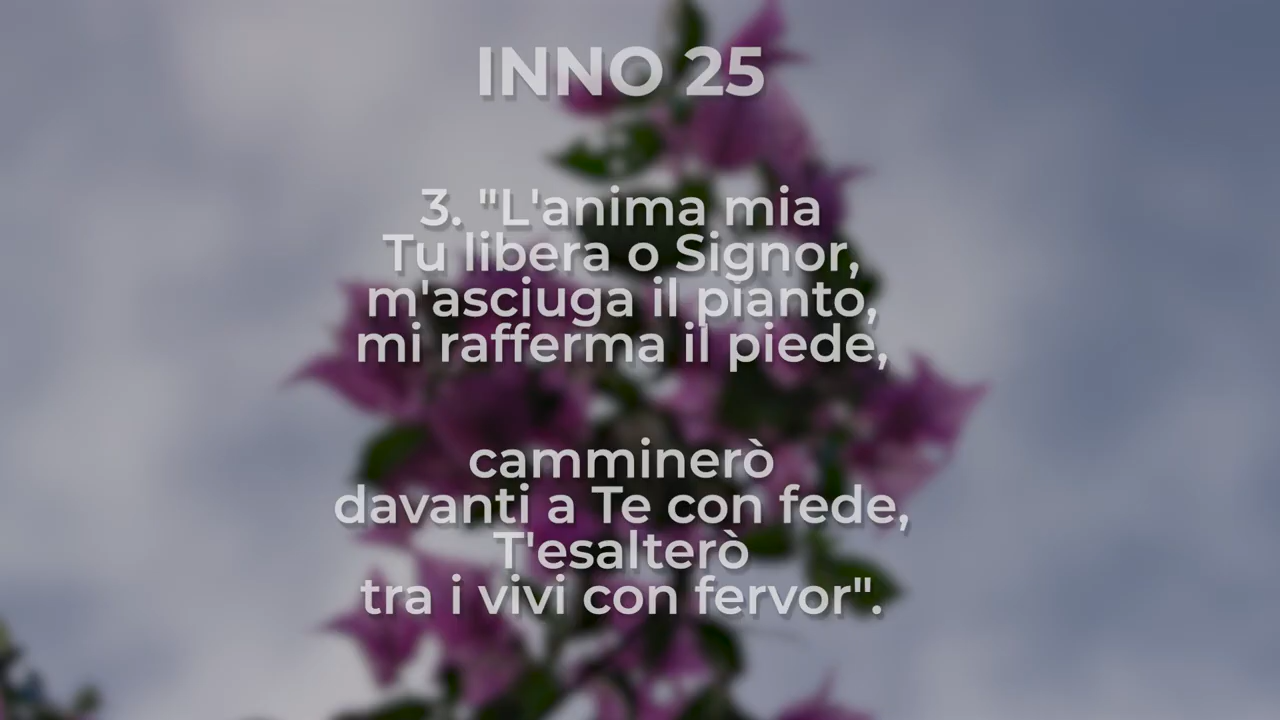 INNO 25
3. "L'anima mia
Tu libera o Signor,
m'asciuga il pianto,
mi rafferma il piede,
camminerò
davanti a Te con fede,
T'esalterò
tra i vivi con fervor".